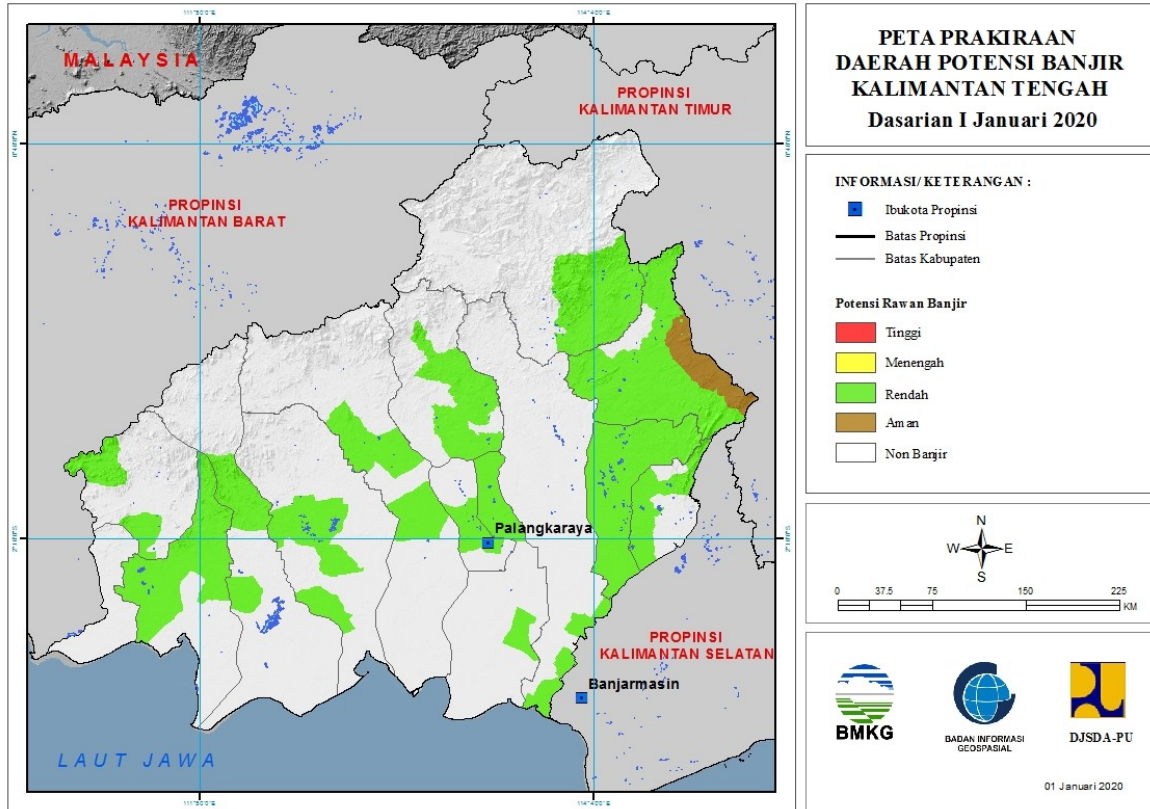 MALAYSIA
PROPINSI
KALIMANTAN TIMUR
PROPINSI
KALIMANTAN BARAT
Palangkaraya
PROPINSI
KALIMANTAN SELATAN
Banjarmasin
LAUT JAWA
PETA PRAKIRAAN
DAERAH POTENSI BANJIR
KALIMANTAN TENGAH
Dasarian I Januari 2020
INFORMASI/ KETERANGAN :
Ibukota Propinsi
Batas Propinsi
Batas Kabupaten
Potensi Rawan Banjir
Tinggi
Menengah
Rendah
Aman
Non Banjir
N
W E
S
0 37.5 75 150 225
KM
BMKG
BADAN INFORMASI
GEOSPASIAL
DJSDA-PU
01 Januari 2020